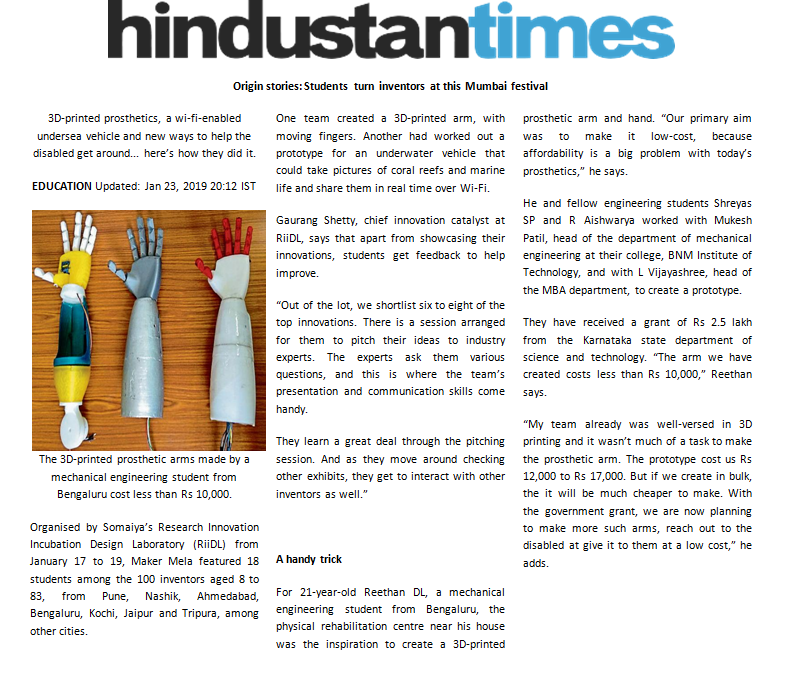 hindustantimes
Origin stories: Students turn inventors at this Mumbai festival
3D-printed prosthetics, a wi-fi-enabled
undersea vehicle and new ways to help the
disabled get around... here's how they did it.
EDUCATION Updated: Jan 23, 2019 20:12 IST
The 3D-printed prosthetic arms made by a
mechanical engineering student from
Bengaluru cost less than Rs 10,000.
Organised by Somaiya's Research Innovation
Incubation Design Laboratory (RiiDL) from
January 17 to 19, Maker Mela featured 18
students among the 100 inventors aged 8 to
83, from Pune, Nashik, Ahmedabad,
Bengaluru, Kochi, Jaipur and Tripura, among
other cities.
One team created a 3D-printed arm, with
moving fingers. Another had worked out a
prototype for an underwater vehicle that
could take pictures of coral reefs and marine
life and share them in real time over Wi-Fi.
Gaurang Shetty, chief innovation catalyst at
RiiDL, says that apart from showcasing their
innovations, students get feedback to help
improve.
“Out of the lot, we shortlist six to eight of the
top innovations. There is a session arranged
for them to pitch their ideas to industry
experts. The experts ask them various
questions, and this is where the team's
presentation and communication skills come
handy.
They learn a great deal through the pitching
session. And as they move around checking
other exhibits, they get to interact with other
inventors as well.”
A handy trick
For 21-year-old Reethan DL, a mechanical
engineering student from Bengaluru, the
physical rehabilitation centre near his house
was the inspiration to create a 3D-printed
prosthetic arm and hand. “Our primary aim
was to make it low-cost, because
affordability is a big problem with today's
prosthetics,” he says.
He and fellow engineering students Shreyas
SP and R Aishwarya worked with Mukesh
Patil, head of the department of mechanical
engineering at their college, BNM Institute of
Technology, and with L Vijayashree, head of
the MBA department, to create a prototype.
They have received a grant of Rs 2.5 lakh
from the Karnataka state department of
science and technology. “The arm we have
created costs less than Rs 10,000,” Reethan
says.
“My team already was well-versed in 3D
printing and it wasn't much of a task to make
the prosthetic arm. The prototype cost us Rs
12,000 to Rs 17,000. But if we create in bulk,
the it will be much cheaper to make. With
the government grant, we are now planning
to make more such arms, reach out to the
disabled at give it to them at a low cost,” he
adds.